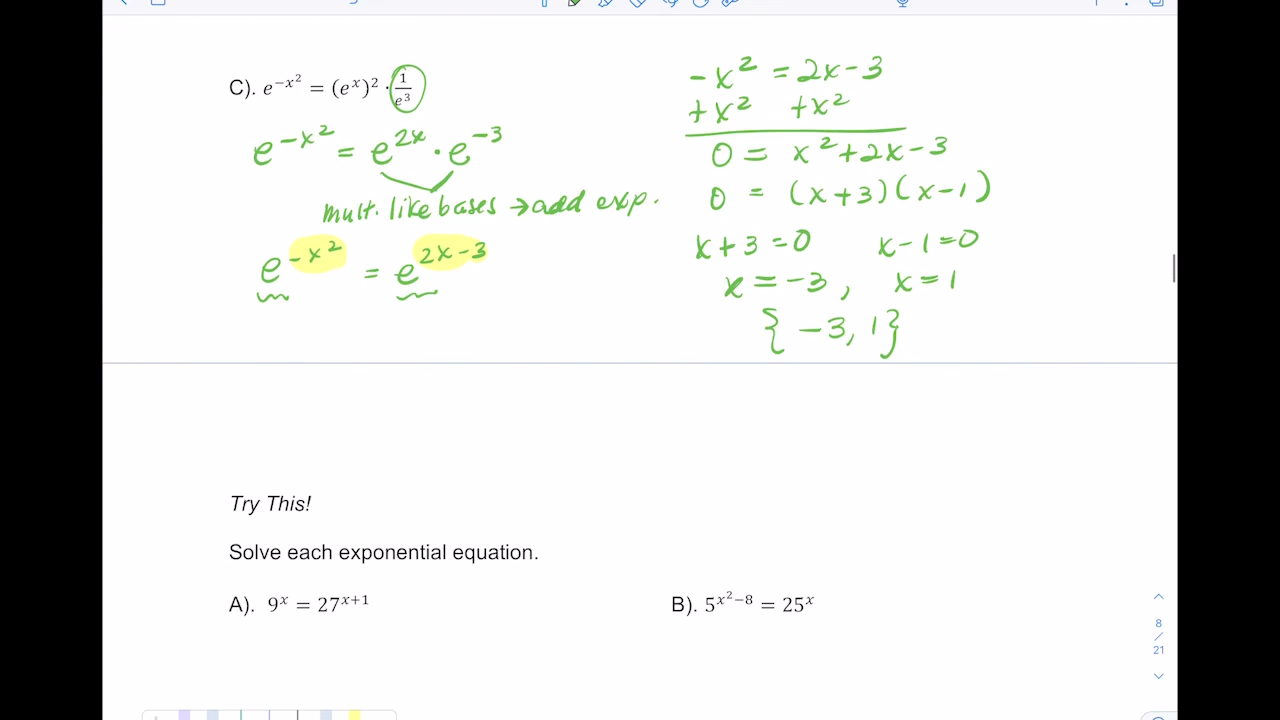 C). e^{-x^2} = (e^x)^2 · 1/e^3
e^{-x^2} = e^{2x} · e^{-3}
mult. like bases → add exp.
e^{-x^2} = e^{2x-3}
-x^2 = 2x-3
+x^2 +x^2
0 = x^2+2x-3
0 = (x+3)(x-1)
x+3=0 x-1=0
x=-3, x=1
{-3, 1}
Try This!
Solve each exponential equation.
A). 9^x = 27^{x+1}
B). 5^{x^2-8} = 25^x
8
/
21